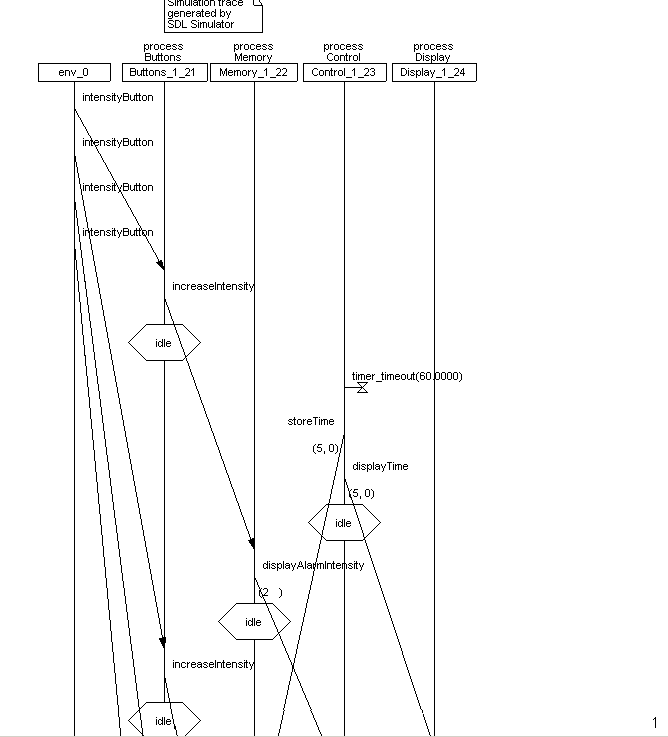 Simulation trace
generated by
SDL Simulator
process
Buttons
process
Memory
process
Control
process
Display
env_0
Buttons_1_21
Memory_1_22
Control_1_23
Display_1_24
intensityButton
intensityButton
intensityButton
intensityButton
increaseIntensity
idle
timer_timeout(60.0000)
storeTime
(5, 0)
displayTime
(5, 0)
idle
displayAlarmIntensity
(2 )
idle
increaseIntensity
idle
1